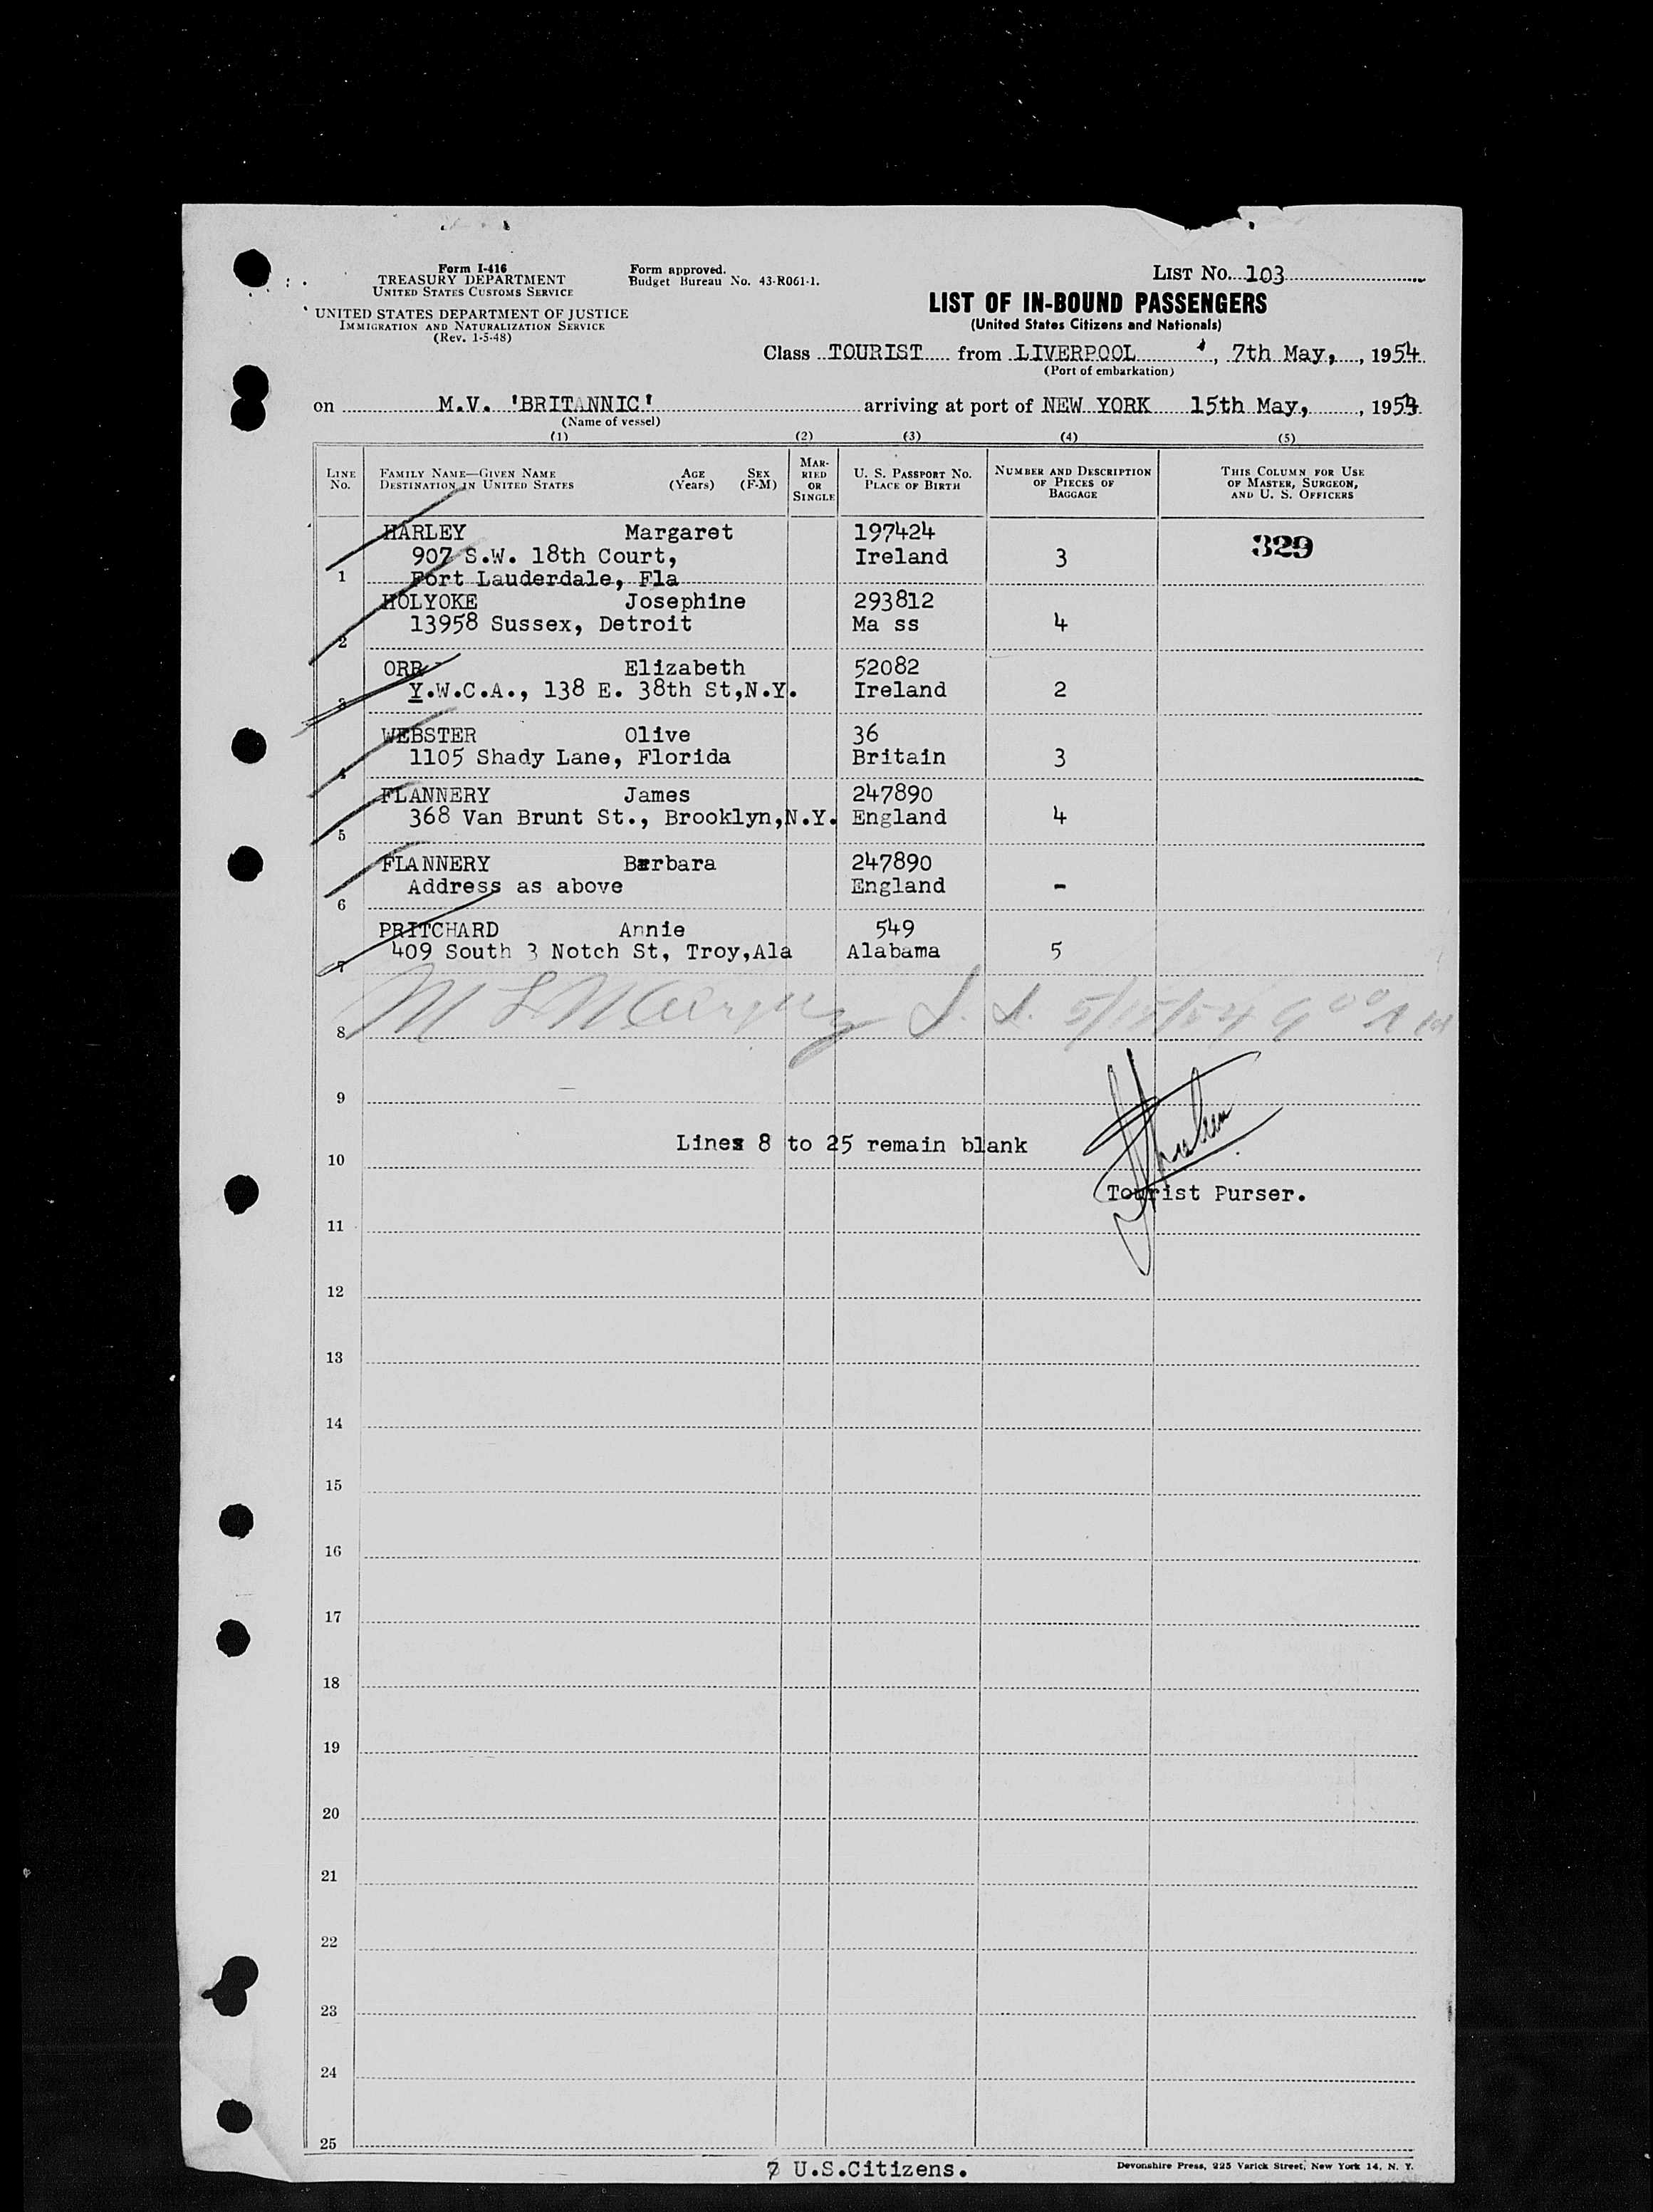 Form I-416
TREASURY DEPARTMENT
UNITED STATES CUSTOMS SERVICE
UNITED STATES DEPARTMENT OF JUSTICE
IMMIGRATION AND NATURALIZATION SERVICE
(Rev. 1-5-48)
Form approved.
Budget Bureau No. 43-R061-1.
LIST No. 103
LIST OF IN-BOUND PASSENGERS
(United States Citizens and Nationals)
Class TOURIST from LIVERPOOL, 7th May, 1954
(Port of embarkation)
on M.V. 'BRITANNIC' arriving at port of NEW YORK 15th May, 1954
(Name of vessel)
(1) (2) (3) (4) (5)
LINE No. FAMILY NAME—GIVEN NAME DESTINATION IN UNITED STATES AGE (Years) SEX (F-M) MARRIED OR SINGLE U. S. PASSPORT No. PLACE OF BIRTH NUMBER AND DESCRIPTION OF PIECES OF BAGGAGE THIS COLUMN FOR USE OF MASTER, SURGEON, AND U. S. OFFICERS
HARLEY Margaret 197424 329
907 S.W. 18th Court, Ireland 3
1 Fort Lauderdale, Fla
HOLYOKE Josephine 293812
2 13958 Sussex, Detroit Ma ss 4
ORR Elizabeth 52082
3 Y.W.C.A., 138 E. 38th St,N.Y. Ireland 2
WEBSTER Olive 36
4 1105 Shady Lane, Florida Britain 3
FLANNERY James 247890
5 368 Van Brunt St., Brooklyn,N.Y. England 4
FLANNERY Barbara 247890
6 Address as above England -
PRITCHARD Annie 549
7 409 South 3 Notch St, Troy,Ala Alabama 5
8 5/15/54
9
Lines 8 to 25 remain blank
10
Tourist Purser.
11
12
13
14
15
16
17
18
19
20
21
22
23
24
25
7 U.S.Citizens.
Devonshire Press, 225 Varick Street, New York 14, N. Y.